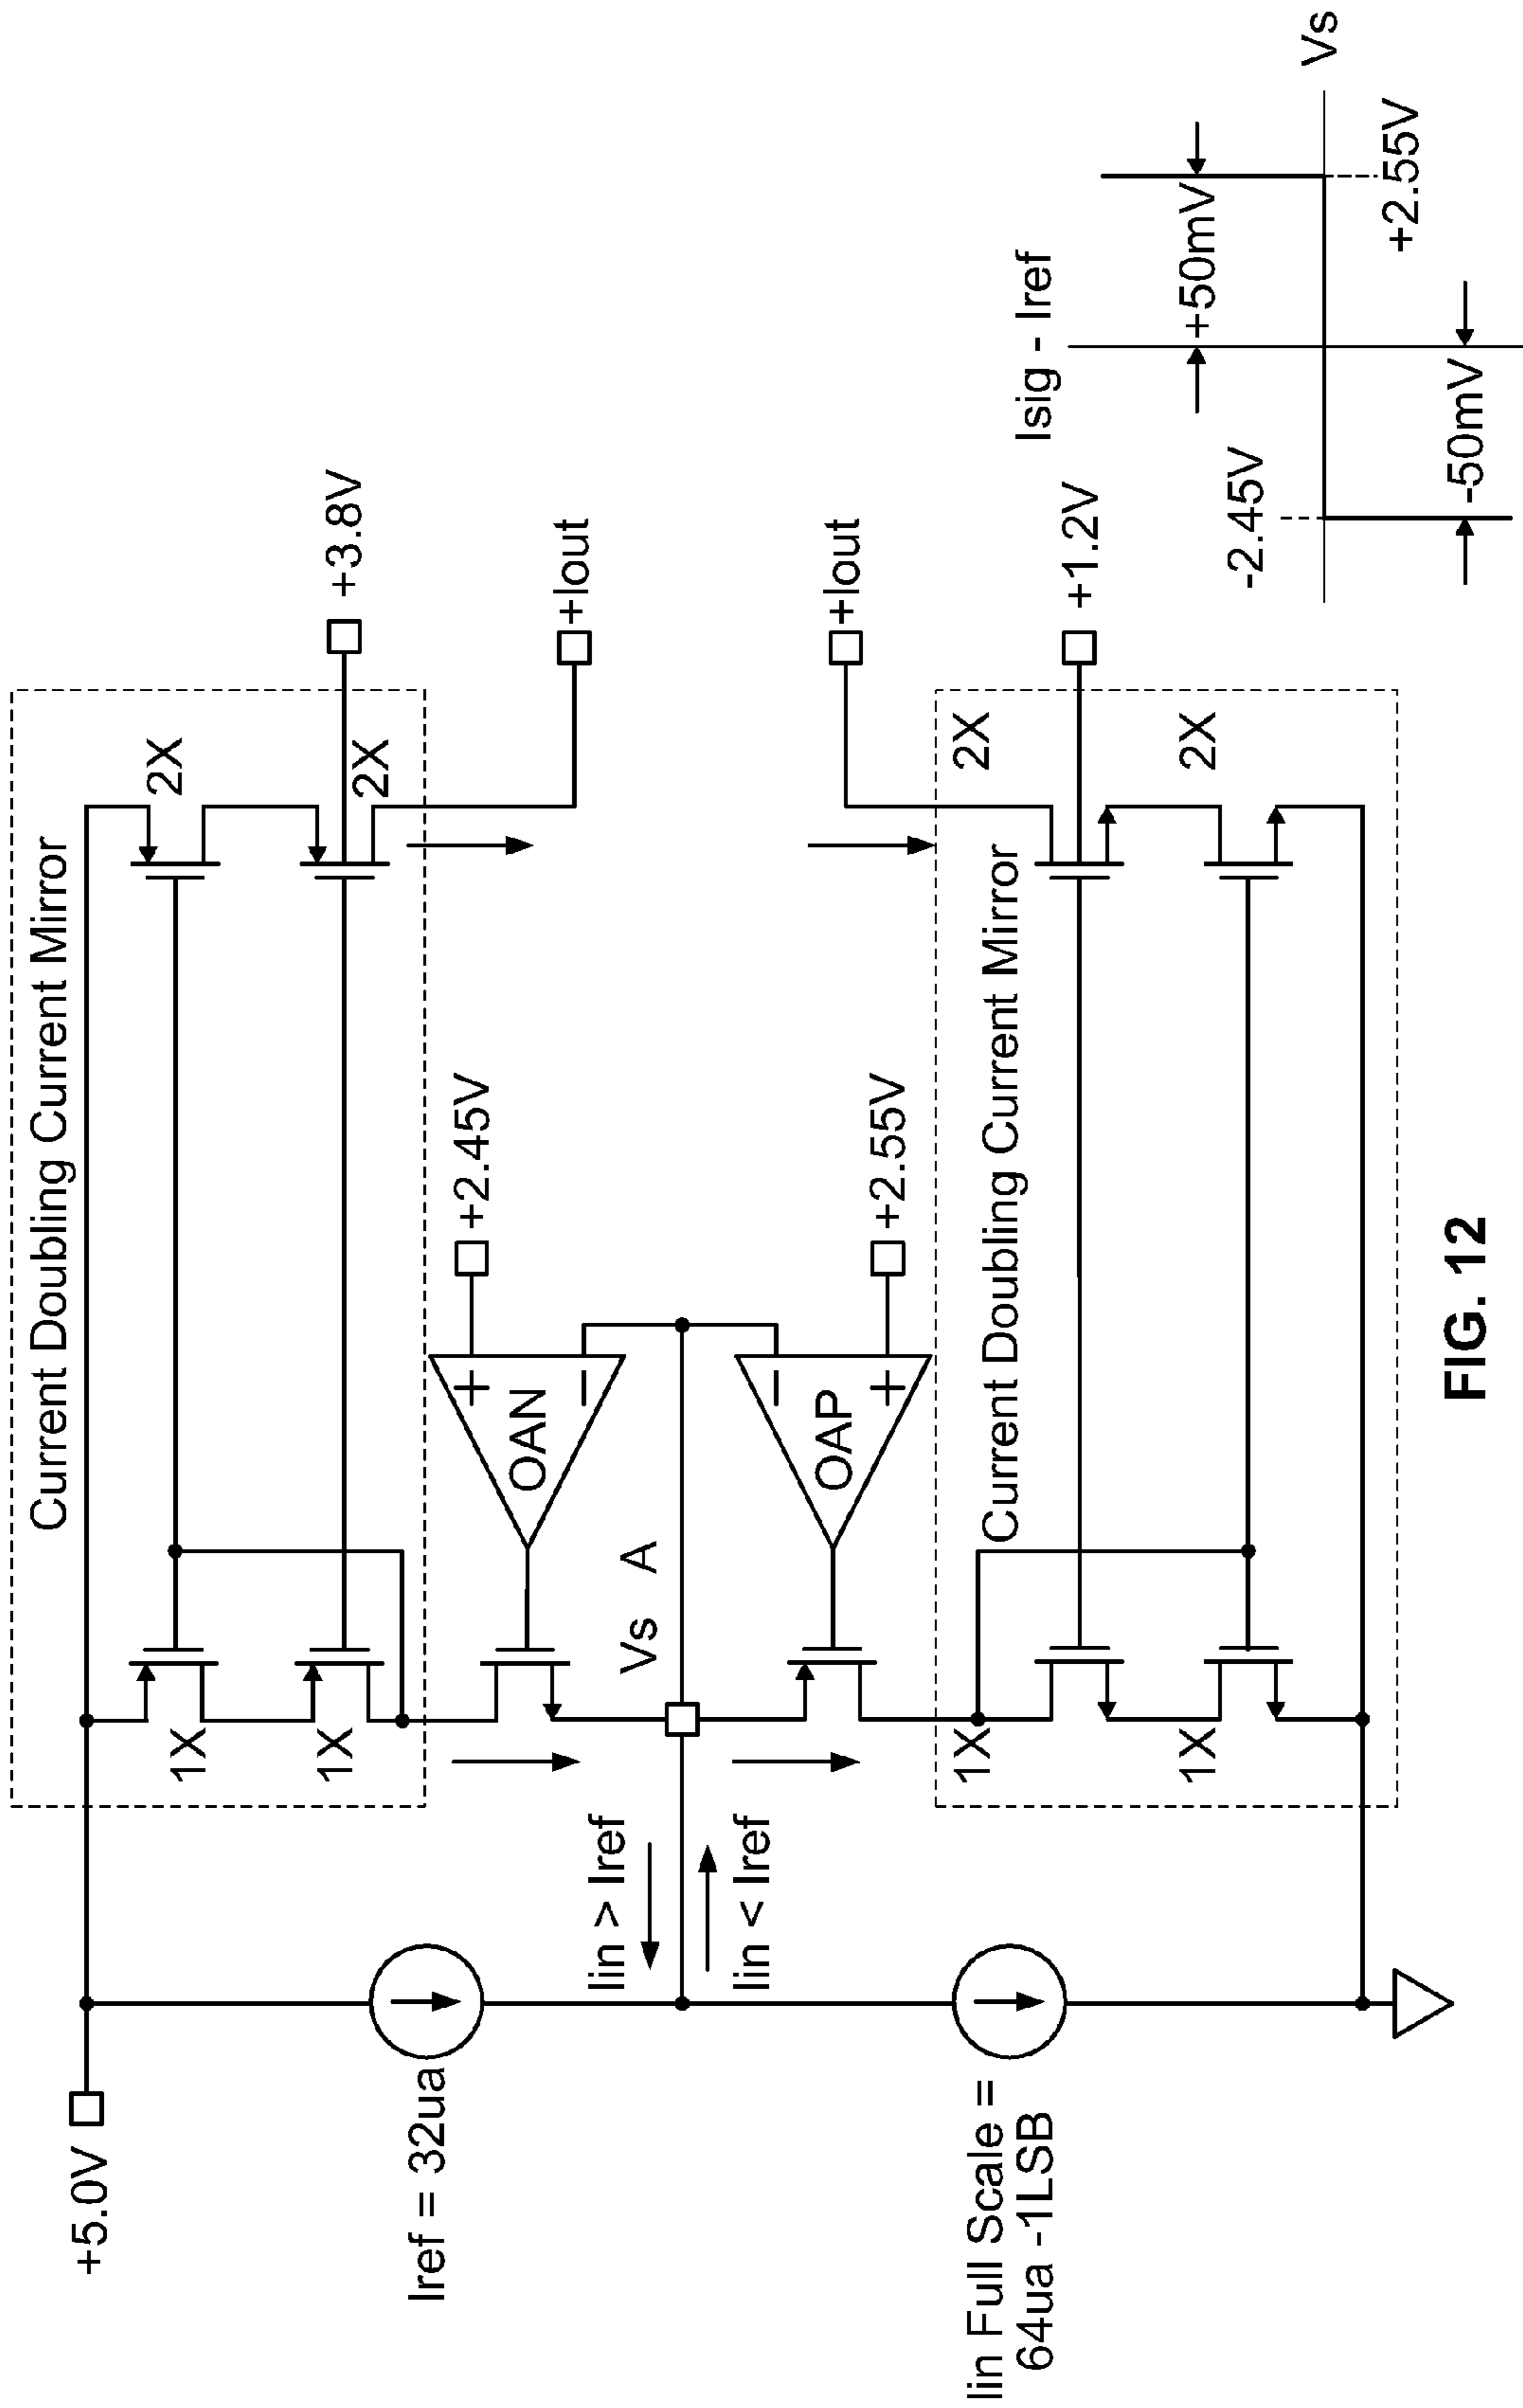 +5.0V
Iref = 32ua
Iin Full Scale =
64ua -1LSB
Current Doubling Current Mirror
1X
1X
2X
2X
+3.8V
+Iout
Iin > Iref
Iin < Iref
Vs A
OAN
+
−
+2.45V
OAP
−
+
+2.55V
+Iout
Current Doubling Current Mirror
1X
1X
2X
2X
+1.2V
Isig - Iref
+50mV
-2.45V
Vs
-50mV
+2.55V
FIG. 12